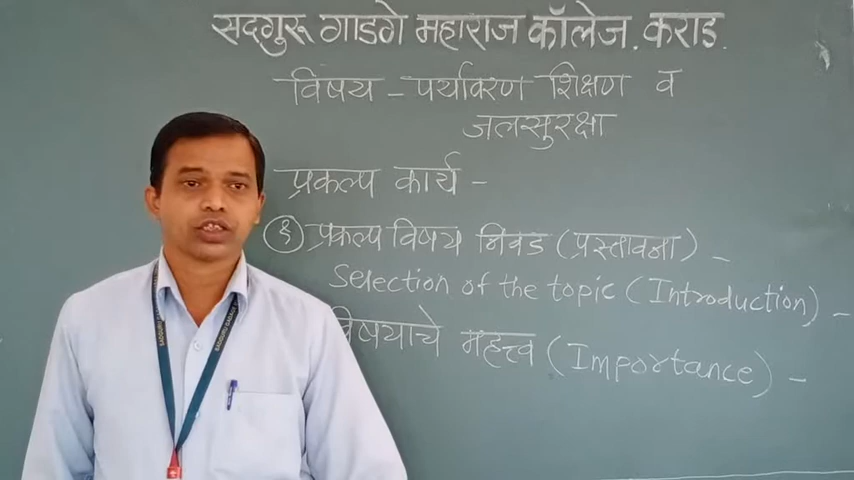 सदगुरू गाडगे महाराज कॉलेज. कराड.
विषय - पर्यावरण शिक्षण व
जलसुरक्षा
प्रकल्प कार्य -
१ प्रकल्प विषय निवड (प्रस्तावना) -
Selection of the topic (Introduction) -
विषयाचे महत्त्व (Importance) -